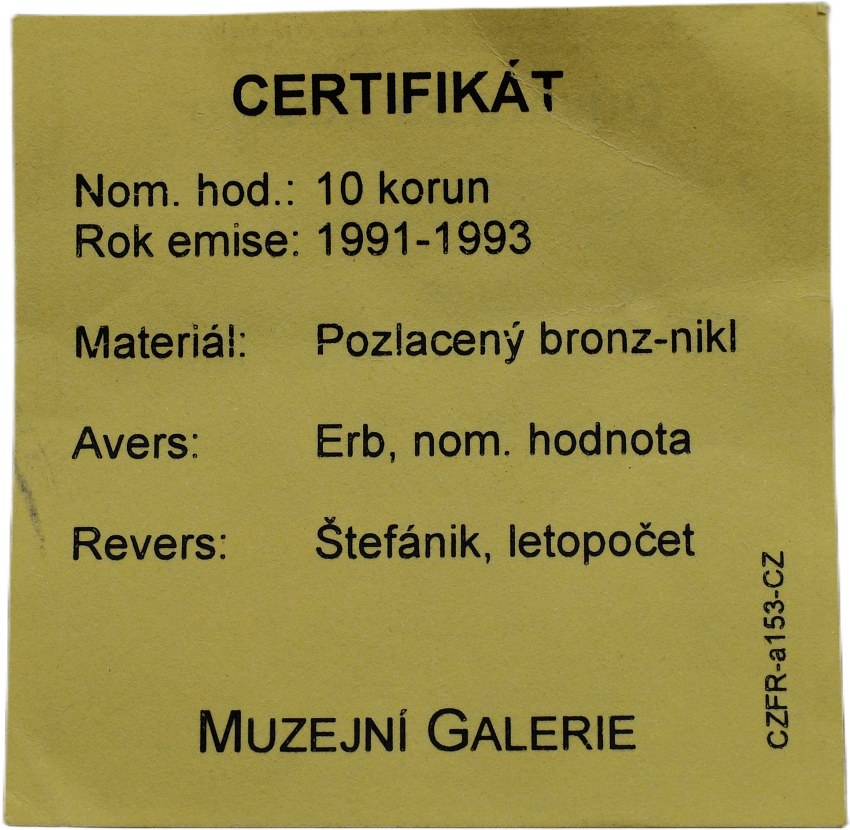 CERTIFIKÁT
Nom. hod.: 10 korun
Rok emise: 1991-1993
Materiál: Pozlacený bronz-nikl
Avers: Erb, nom. hodnota
Revers: Štefánik, letopočet
CZFR-a153-CZ
MUZEJNÍ GALERIE